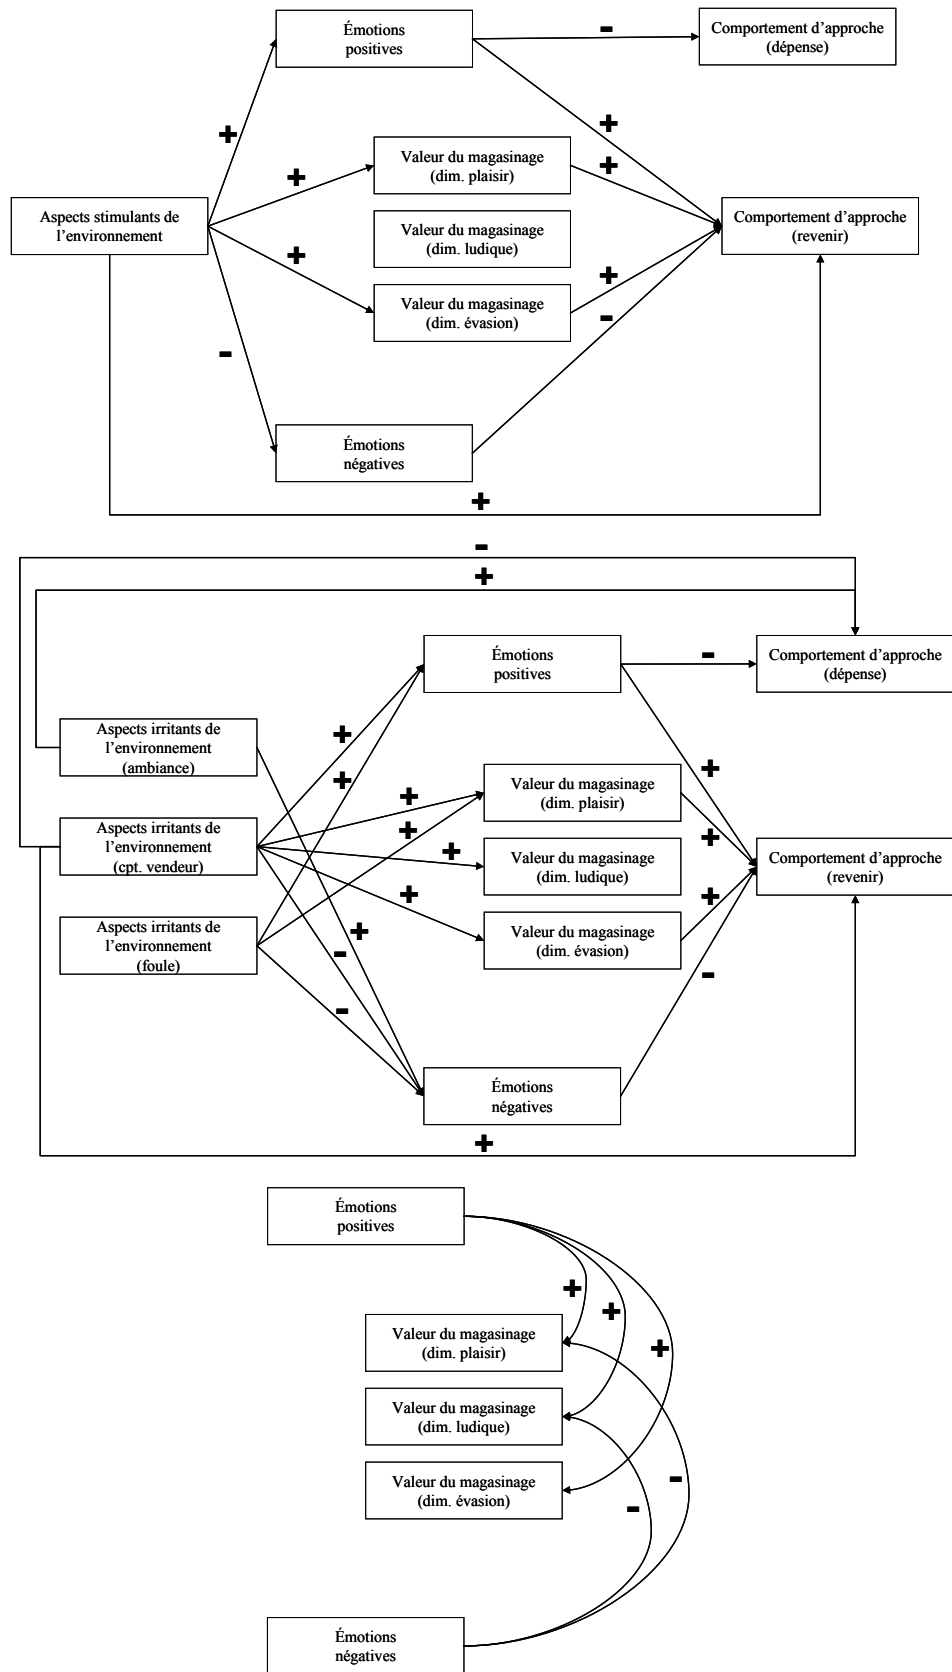 Émotions
positives
-
Comportement d’approche
(dépense)
+
+
+
Valeur du magasinage
(dim. plaisir)
+
Aspects stimulants de
l’environnement
Valeur du magasinage
(dim. ludique)
Comportement d’approche
(revenir)
+
Valeur du magasinage
(dim. évasion)
+
-
-
Émotions
négatives
+
-
+
Émotions
positives
-
Comportement d’approche
(dépense)
Aspects irritants de
l’environnement
(ambiance)
+
+
+
Valeur du magasinage
(dim. plaisir)
+
+
+
Aspects irritants de
l’environnement
(cpt. vendeur)
+
Valeur du magasinage
(dim. ludique)
Comportement d’approche
(revenir)
+
+
Aspects irritants de
l’environnement
(foule)
Valeur du magasinage
(dim. évasion)
+
-
-
-
Émotions
négatives
+
Émotions
positives
+
+
+
Valeur du magasinage
(dim. plaisir)
Valeur du magasinage
(dim. ludique)
Valeur du magasinage
(dim. évasion)
-
-
Émotions
négatives